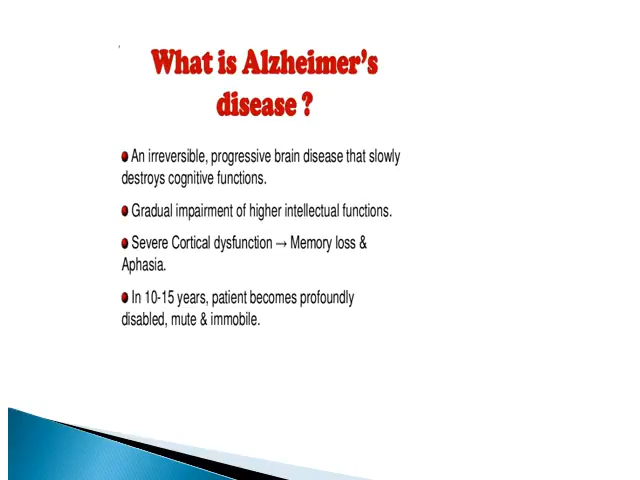 What is Alzheimer's
disease ?
An irreversible, progressive brain disease that slowly
destroys cognitive functions.
Gradual impairment of higher intellectual functions.
Severe Cortical dysfunction → Memory loss &
Aphasia.
In 10-15 years, patient becomes profoundly
disabled, mute & immobile.